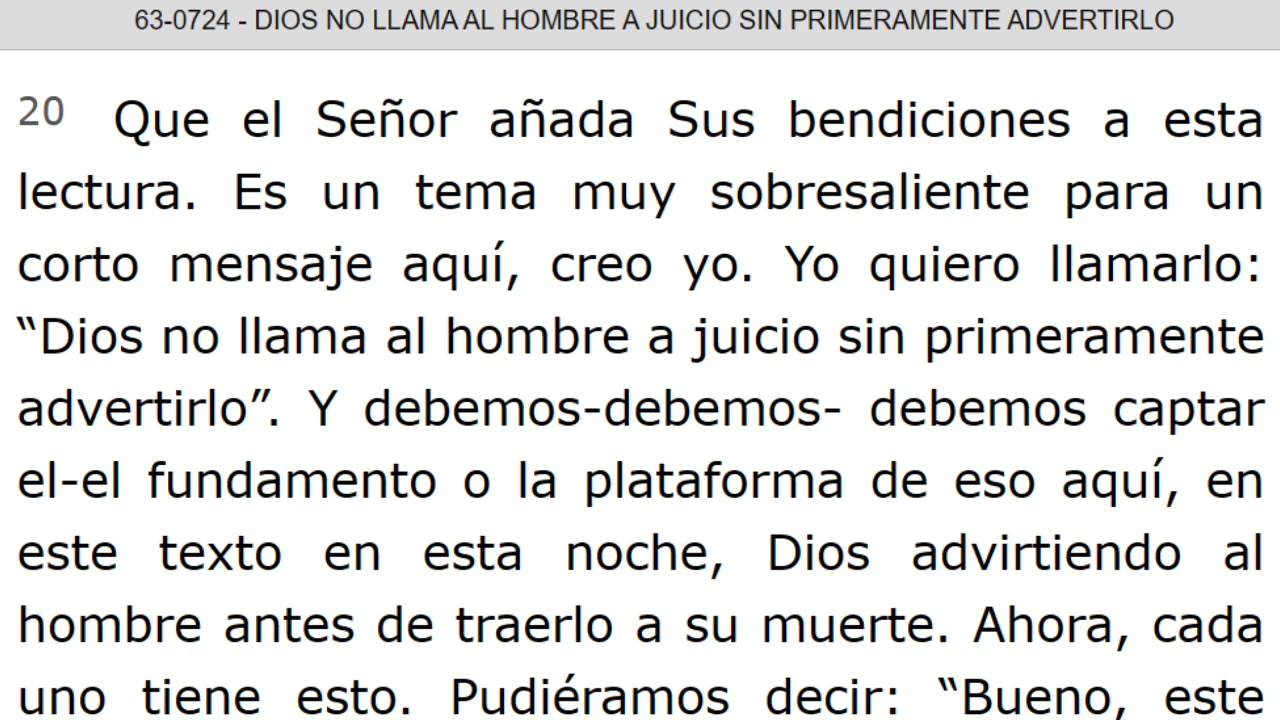 63-0724 - DIOS NO LLAMA AL HOMBRE A JUICIO SIN PRIMERAMENTE ADVERTIRLO
20 Que el Señor añada Sus bendiciones a esta
lectura. Es un tema muy sobresaliente para un
corto mensaje aquí, creo yo. Yo quiero llamarlo:
“Dios no llama al hombre a juicio sin primeramente
advertirlo”. Y debemos-debemos- debemos captar
el-el fundamento o la plataforma de eso aquí, en
este texto en esta noche, Dios advirtiendo al
hombre antes de traerlo a su muerte. Ahora, cada
uno tiene esto. Pudiéramos decir: “Bueno, este